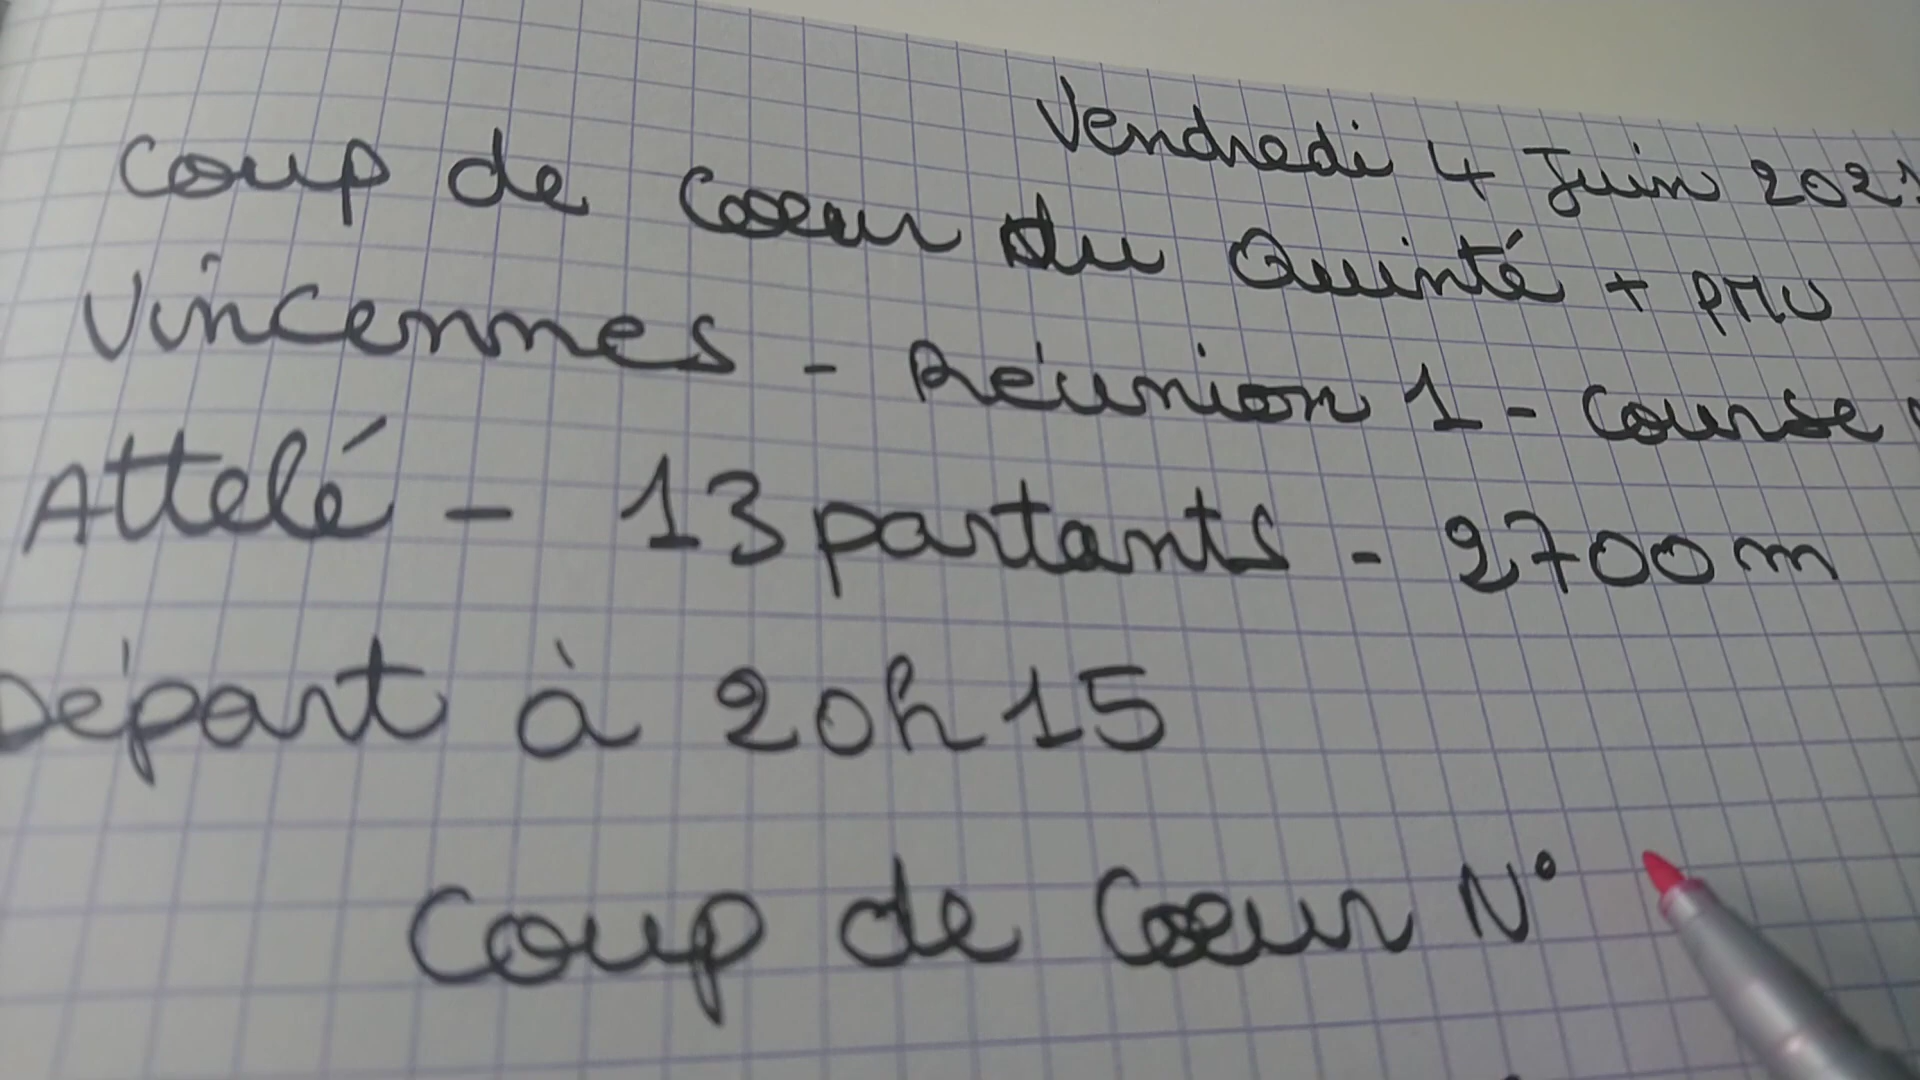 Vendredi 4 Juin 2021
Coup de Coeur du Quinté + PMU
Vincennes - Réunion 1 - Course
Attelé - 13 partants - 2700 m
Départ à 20h15
Coup de Coeur N°